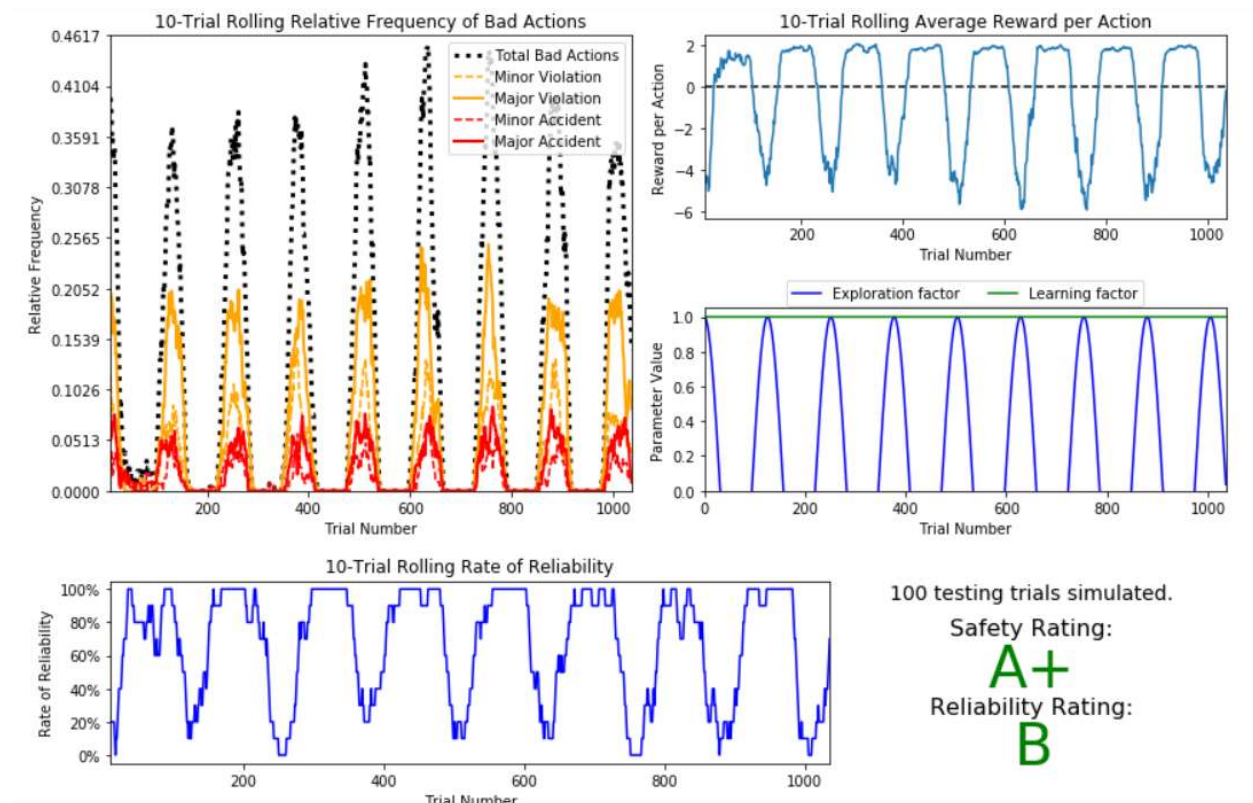 10-Trial Rolling Relative Frequency of Bad Actions
0.4617
0.4104
0.3591
0.3078
0.2565
0.2052
0.1539
0.1026
0.0513
0.0000
Relative Frequency
Total Bad Actions
Minor Violation
Major Violation
Minor Accident
Major Accident
200 400 600 800 1000
Trial Number
10-Trial Rolling Average Reward per Action
2
0
−2
−4
−6
Reward per Action
200 400 600 800 1000
Trial Number
Exploration factor Learning factor
1.0
0.8
0.6
0.4
0.2
0.0
Parameter Value
0 200 400 600 800 1000
Trial Number
10-Trial Rolling Rate of Reliability
100%
80%
60%
40%
20%
0%
Rate of Reliability
200 400 600 800 1000
Trial Number
100 testing trials simulated.
Safety Rating:
A+
Reliability Rating:
B